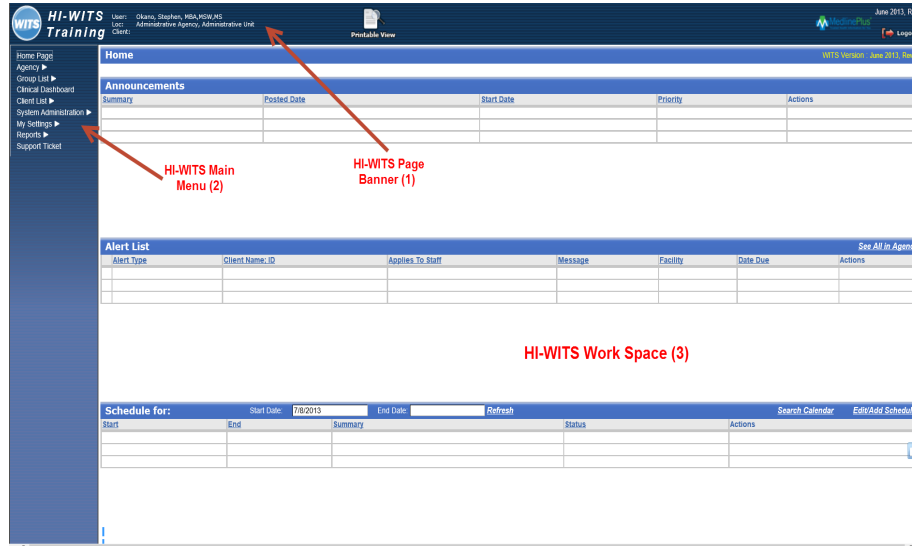 WITS
HI-WITS
Training
User: Okano, Stephen, MBA,MSW,MS
Loc: Administrative Agency, Administrative Unit
Client:
Printable View
MedlinePlus
June 2013, R
Logo
Home Page
Agency ▶
Group List ▶
Clinical Dashboard
Client List ▶
System Administration ▶
My Settings ▶
Reports ▶
Support Ticket
Home WITS Version : June 2013, Re
Announcements
Summary Posted Date Start Date Priority Actions
HI-WITS Main
Menu (2)
HI-WITS Page
Banner (1)
Alert List See All in Agen
Alert Type Client Name; ID Applies To Staff Message Facility Date Due Actions
HI-WITS Work Space (3)
Schedule for: Start Date: 7/8/2013 End Date: Refresh Search Calendar Edit/Add Schedul
Start End Summary Status Actions